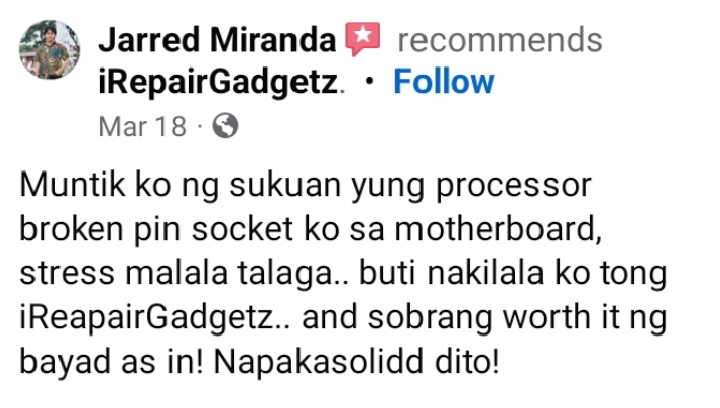 Jarred Miranda recommends
iRepairGadgetz. · Follow
Mar 18 ·
Muntik ko ng sukuan yung processor
broken pin socket ko sa motherboard,
stress malala talaga.. buti nakilala ko tong
iReapairGadgetz.. and sobrang worth it ng
bayad as in! Napakasolidd dito!